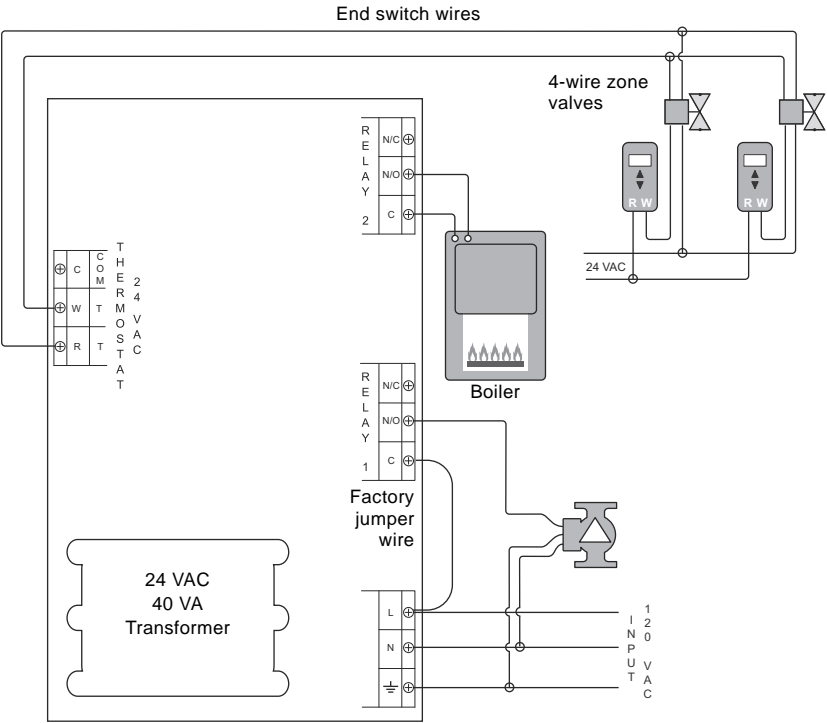 End switch wires
4-wire zone
valves
R W
R W
24 VAC
RELAY 2
N/C
N/O
C
Boiler
C COM
W T
R T
THERMOSTAT
24 VAC
RELAY 1
N/C
N/O
C
Factory
jumper
wire
24 VAC
40 VA
Transformer
L
N
INPUT
120 VAC